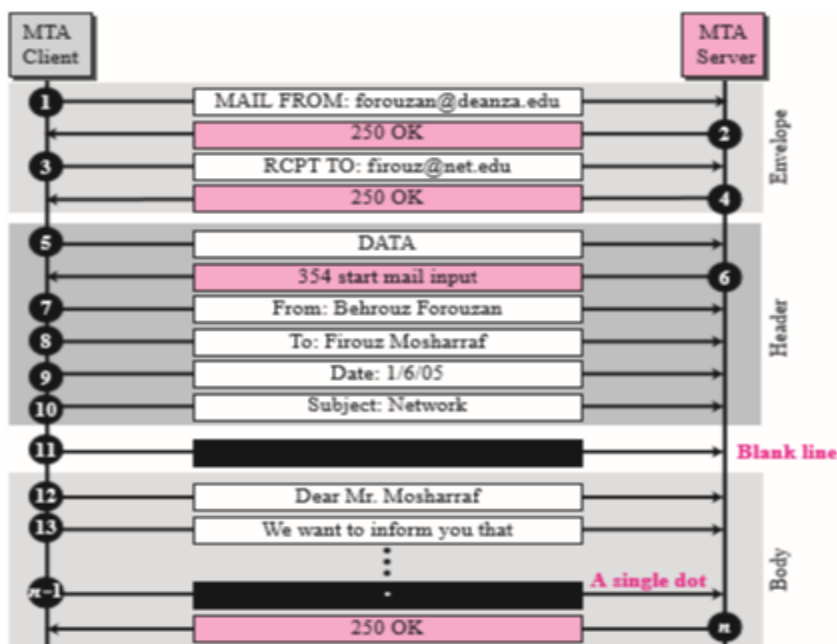 MTA
Client
MTA
Server
1
MAIL FROM: forouzan@deanza.edu
250 OK
2
3
RCPT TO: firouz@net.edu
250 OK
4
Envelope
5
DATA
354 start mail input
6
7
From: Behrouz Forouzan
8
To: Firouz Mosharraf
9
Date: 1/6/05
10
Subject: Network
Header
11
Blank line
12
Dear Mr. Mosharraf
13
We want to inform you that
⋮
n–1
.
A single dot
250 OK
n
Body